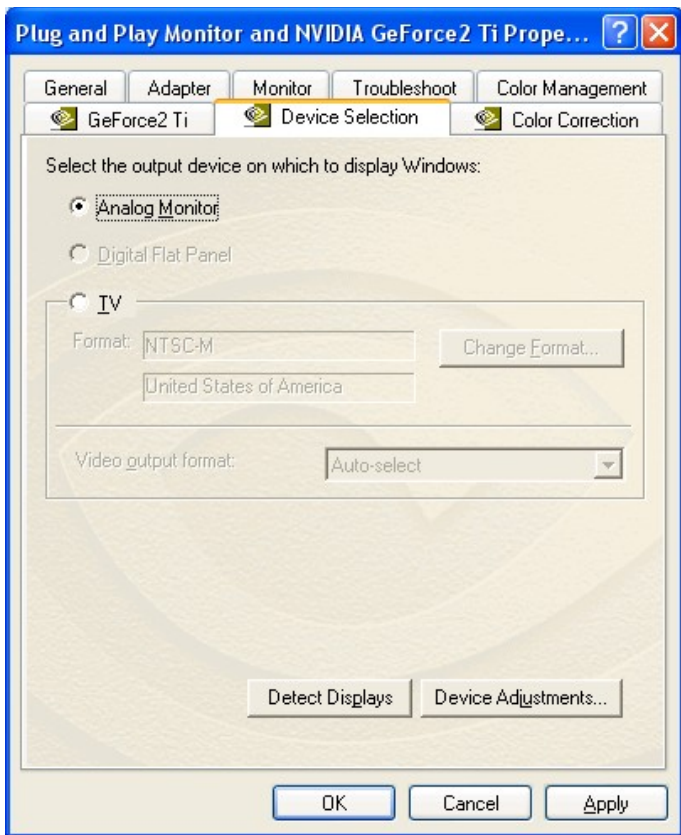 Plug and Play Monitor and NVIDIA GeForce2 Ti Prope...
General Adapter Monitor Troubleshoot Color Management
GeForce2 Ti Device Selection Color Correction
Select the output device on which to display Windows:
Analog Monitor
Digital Flat Panel
TV
Format: NTSC-M Change Format...
United States of America
Video output format: Auto-select
Detect Displays Device Adjustments...
OK Cancel Apply